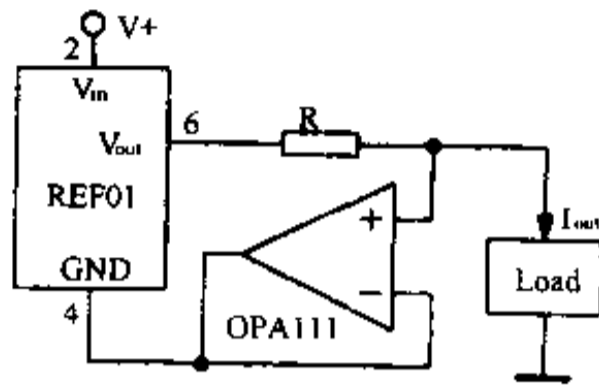 V+
2
Vin
6
R
Vout
REF01
+
Iout
GND
Load
−
4
OPA111